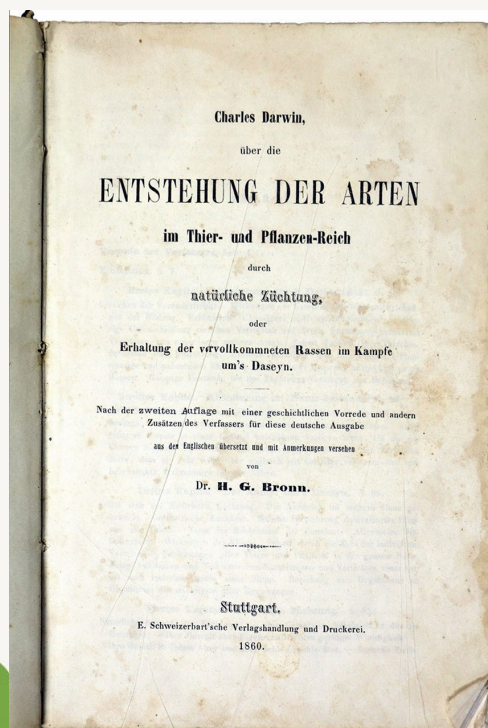 Charles Darwin,
über die
ENTSTEHUNG DER ARTEN
im Thier- und Pflanzen-Reich
durch
natürliche Züchtung,
oder
Erhaltung der vervollkommneten Rassen im Kampfe
um's Daseyn.
Nach der zweiten Auflage mit einer geschichtlichen Vorrede und andern
Zusätzen des Verfassers für diese deutsche Ausgabe
aus dem Englischen übersetzt und mit Anmerkungen versehen
von
Dr. H. G. Bronn.
Stuttgart.
E. Schweizerbart'sche Verlagshandlung und Druckerei.
1860.